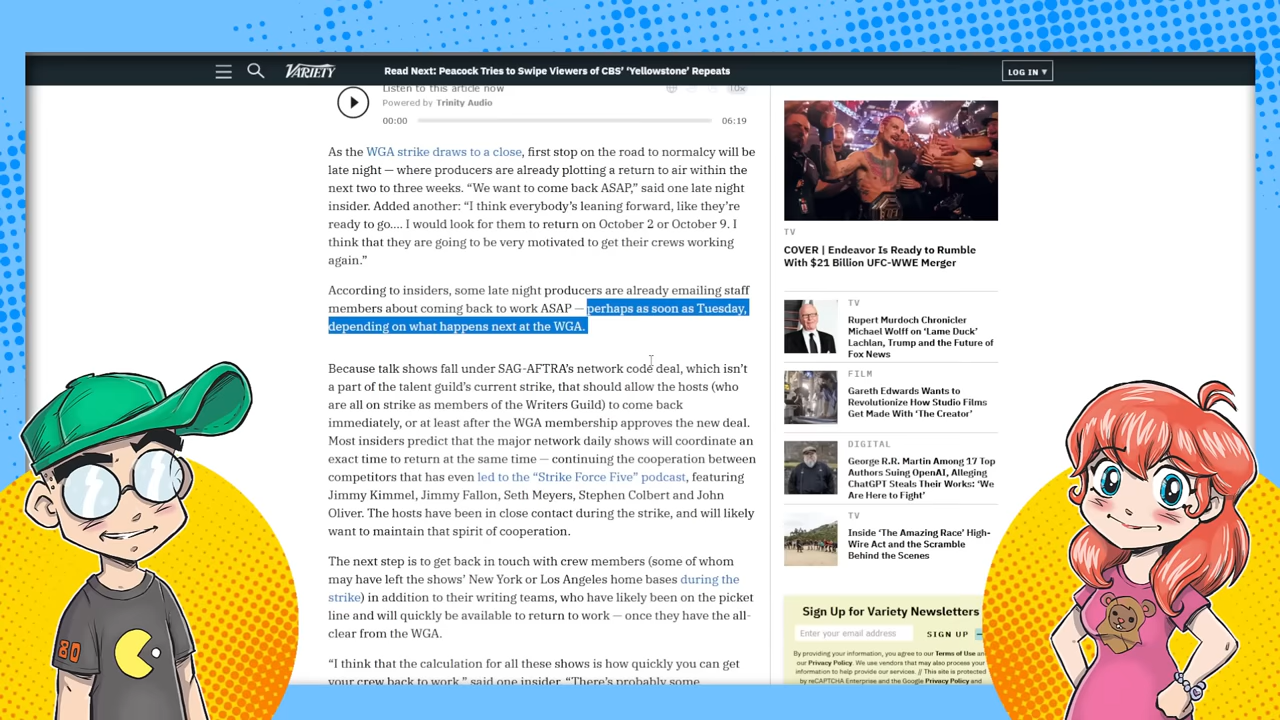 VARIETY
Read Next: Peacock Tries to Swipe Viewers of CBS' 'Yellowstone' Repeats
LOG IN ▾
Listen to this article now
1.0x
Powered by Trinity Audio
00:00
06:19
As the WGA strike draws to a close, first stop on the road to normalcy will be
late night — where producers are already plotting a return to air within the
next two to three weeks. “We want to come back ASAP,” said one late night
insider. Added another: “I think everybody's leaning forward, like they're
ready to go.... I would look for them to return on October 2 or October 9. I
think that they are going to be very motivated to get their crews working
again.”
According to insiders, some late night producers are already emailing staff
members about coming back to work ASAP — perhaps as soon as Tuesday,
depending on what happens next at the WGA.
Because talk shows fall under SAG-AFTRA's network code deal, which isn't
a part of the talent guild's current strike, that should allow the hosts (who
are all on strike as members of the Writers Guild) to come back
immediately, or at least after the WGA membership approves the new deal.
Most insiders predict that the major network daily shows will coordinate an
exact time to return at the same time — continuing the cooperation between
competitors that has even led to the “Strike Force Five” podcast, featuring
Jimmy Kimmel, Jimmy Fallon, Seth Meyers, Stephen Colbert and John
Oliver. The hosts have been in close contact during the strike, and will likely
want to maintain that spirit of cooperation.
The next step is to get back in touch with crew members (some of whom
may have left the shows' New York or Los Angeles home bases during the
strike) in addition to their writing teams, who have likely been on the picket
line and will quickly be available to return to work — once they have the all-
clear from the WGA.
“I think that the calculation for all these shows is how quickly you can get
your crew back to work,” said one insider. “There's probably some
TV
COVER | Endeavor Is Ready to Rumble
With $21 Billion UFC-WWE Merger
TV
Rupert Murdoch Chronicler
Michael Wolff on 'Lame Duck'
Lachlan, Trump and the Future of
Fox News
FILM
Gareth Edwards Wants to
Revolutionize How Studio Films
Get Made With 'The Creator'
DIGITAL
George R.R. Martin Among 17 Top
Authors Suing OpenAI, Alleging
ChatGPT Steals Their Works: 'We
Are Here to Fight'
TV
Inside 'The Amazing Race' High-
Wire Act and the Scramble
Behind the Scenes
Sign Up for Variety Newsletters
Enter your email address
SIGN UP
By providing your information, you agree to our Terms of Use and
our Privacy Policy. We use vendors that may also process your
information to help provide our services. // This site is protected
by reCAPTCHA Enterprise and the Google Privacy Policy and
80